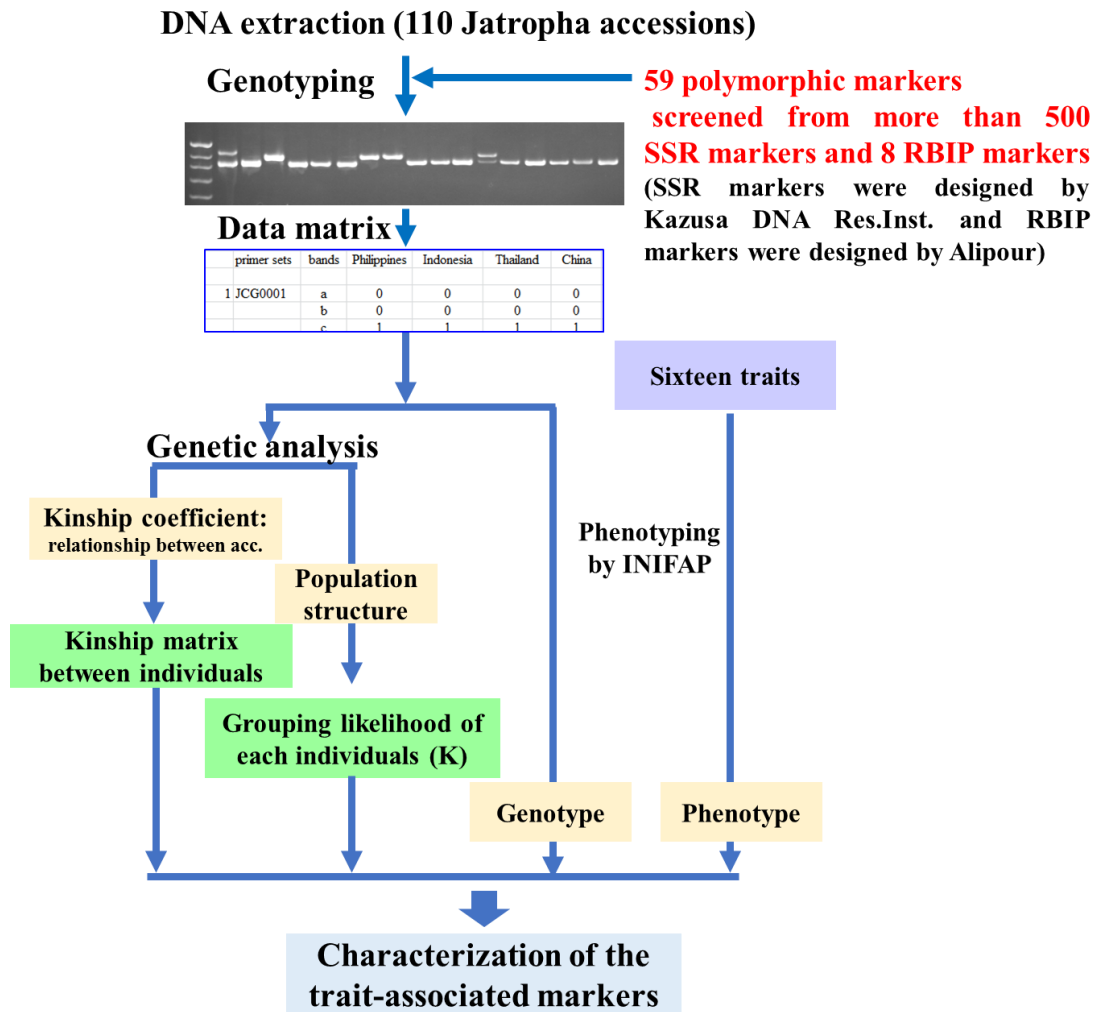 DNA extraction (110 Jatropha accessions)
Genotyping
59 polymorphic markers
screened from more than 500
SSR markers and 8 RBIP markers
(SSR markers were designed by
Kazusa DNA Res.Inst. and RBIP
markers were designed by Alipour)
Data matrix
primer sets bands Philippines Indonesia Thailand China
1 JCG0001 a 0 0 0 0
b 0 0 0 0
c 1 1 1 1
Sixteen traits
Genetic analysis
Kinship coefficient:
relationship between acc.
Phenotyping
by INIFAP
Population
structure
Kinship matrix
between individuals
Grouping likelihood of
each individuals (K)
Genotype
Phenotype
Characterization of the
trait-associated markers